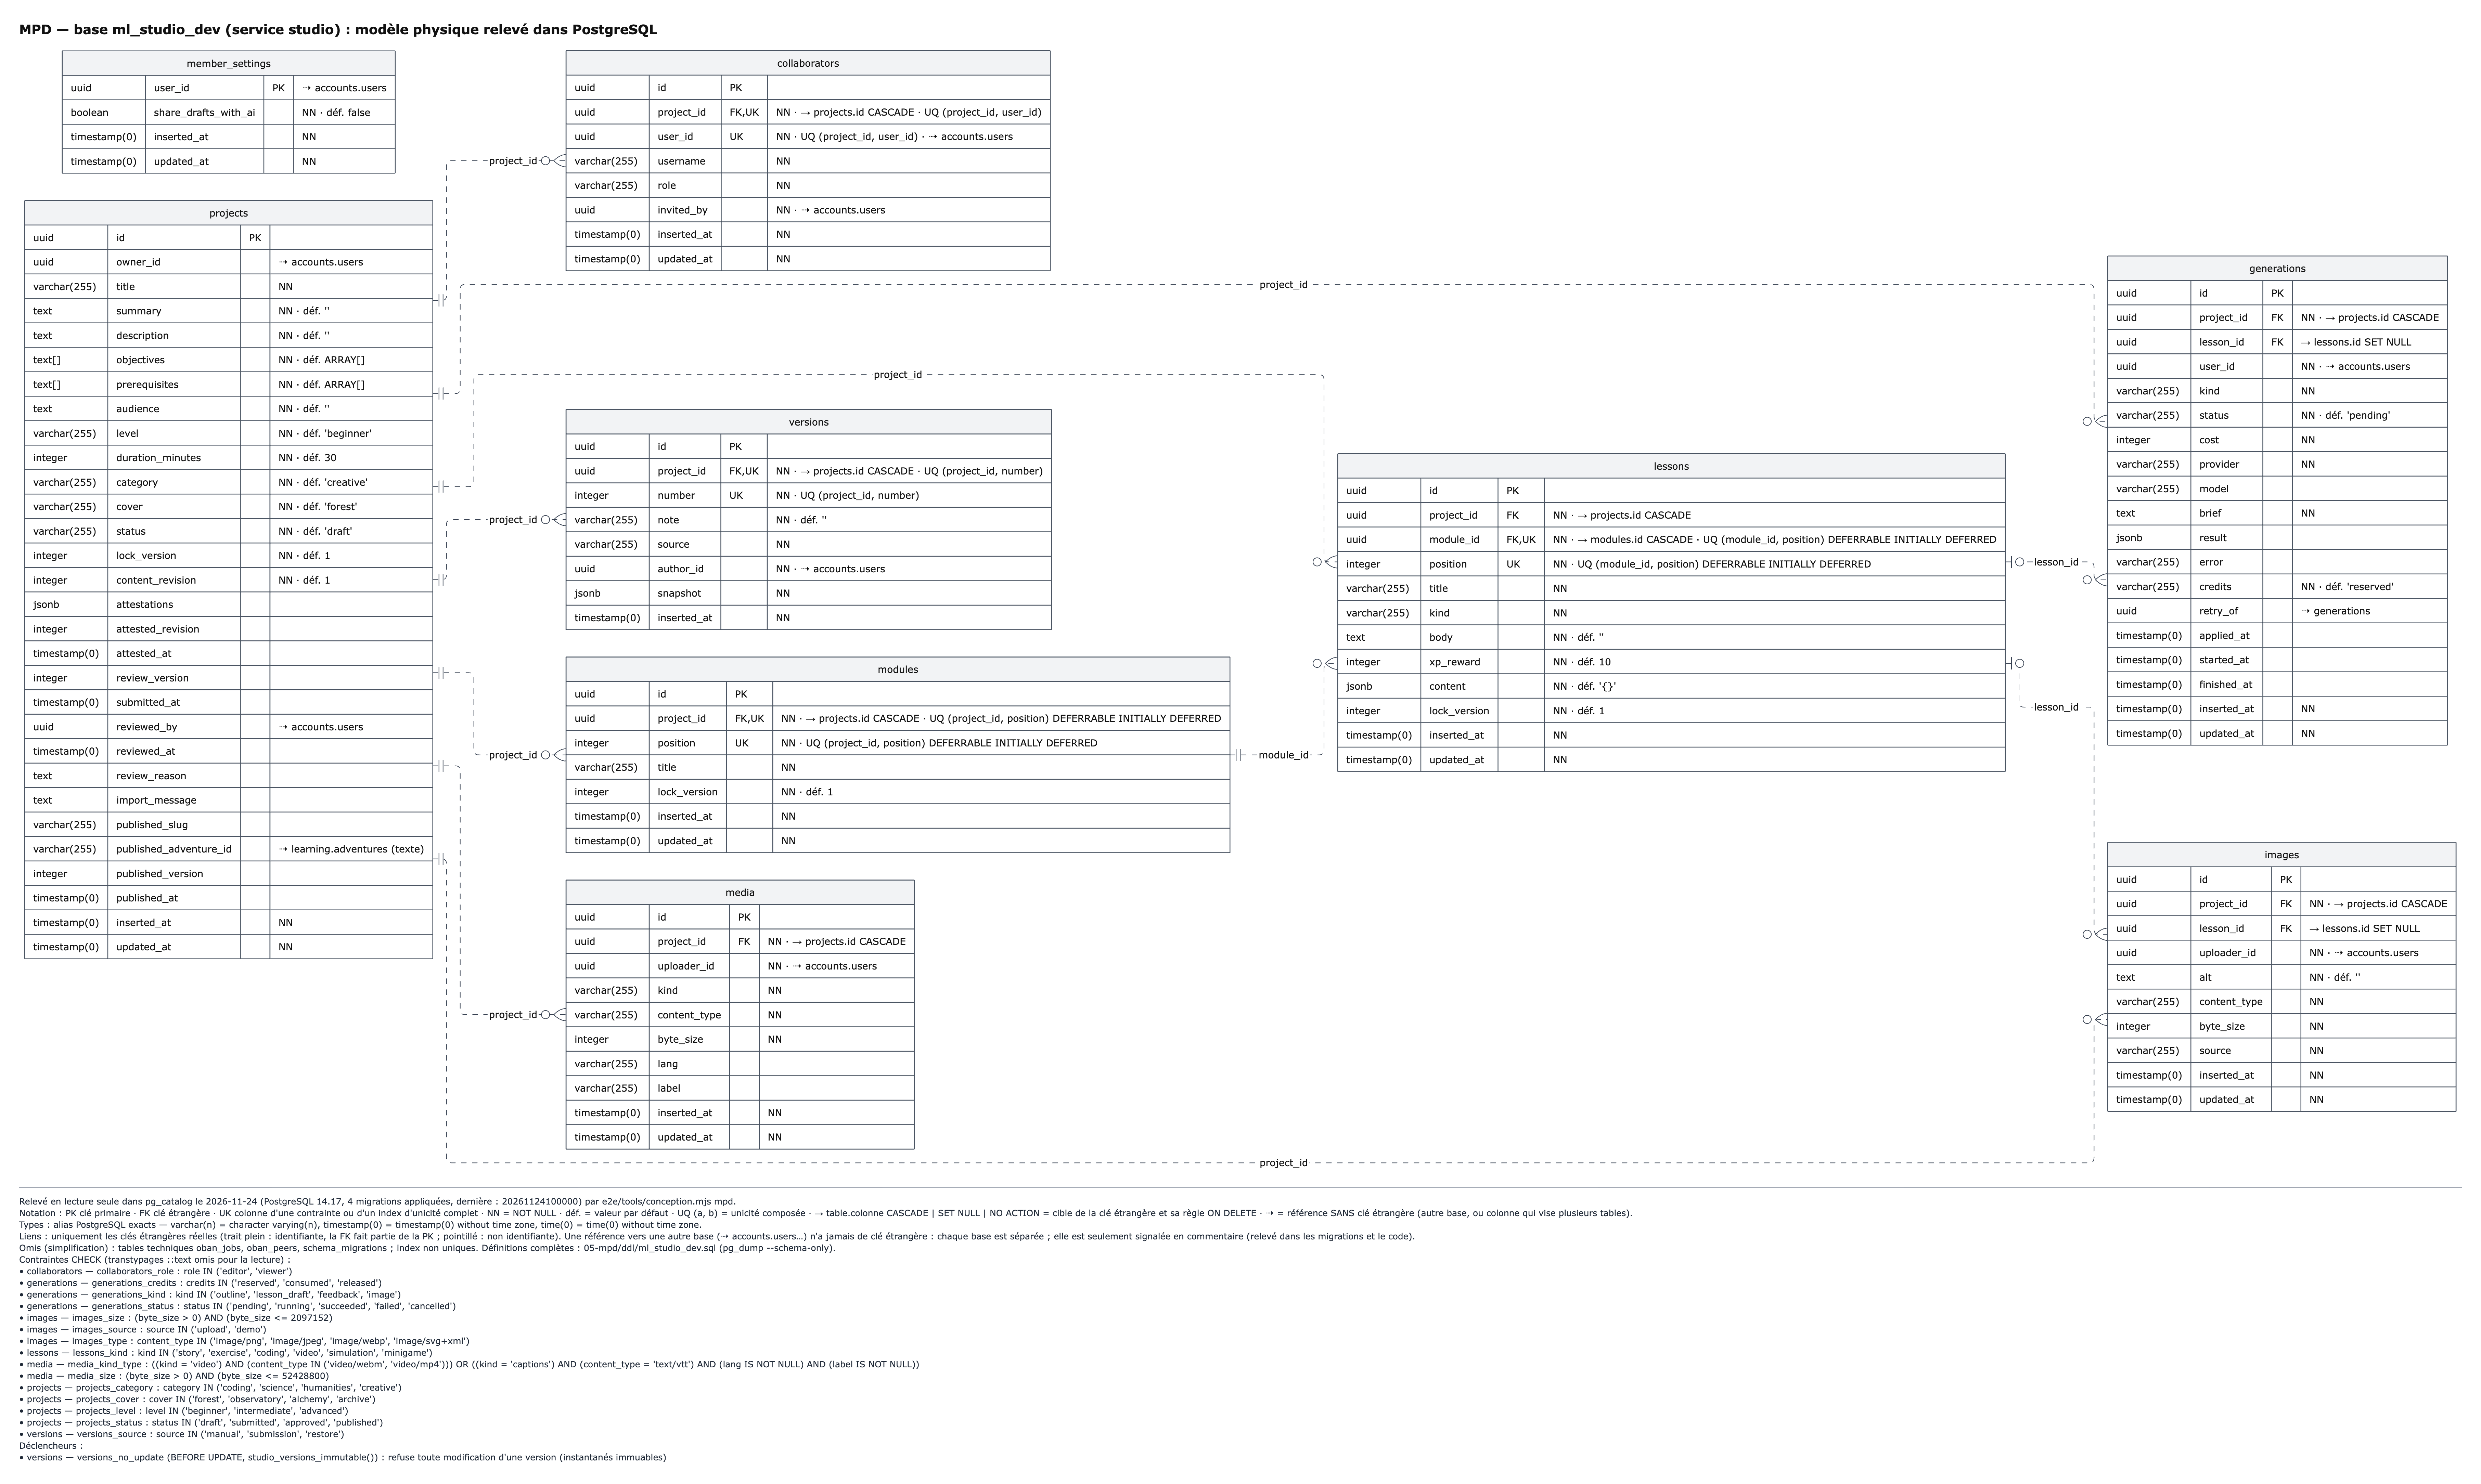 MPD — base ml_studio_dev (service studio) : modèle physique relevé dans PostgreSQL
member_settings
uuid user_id PK ⇢ accounts.users
boolean share_drafts_with_ai NN · déf. false
timestamp(0) inserted_at NN
timestamp(0) updated_at NN
projects
uuid id PK
uuid owner_id ⇢ accounts.users
varchar(255) title NN
text summary NN · déf. ''
text description NN · déf. ''
text[] objectives NN · déf. ARRAY[]
text[] prerequisites NN · déf. ARRAY[]
text audience NN · déf. ''
varchar(255) level NN · déf. 'beginner'
integer duration_minutes NN · déf. 30
varchar(255) category NN · déf. 'creative'
varchar(255) cover NN · déf. 'forest'
varchar(255) status NN · déf. 'draft'
integer lock_version NN · déf. 1
integer content_revision NN · déf. 1
jsonb attestations
integer attested_revision
timestamp(0) attested_at
integer review_version
timestamp(0) submitted_at
uuid reviewed_by ⇢ accounts.users
timestamp(0) reviewed_at
text review_reason
text import_message
varchar(255) published_slug
varchar(255) published_adventure_id ⇢ learning.adventures (texte)
integer published_version
timestamp(0) published_at
timestamp(0) inserted_at NN
timestamp(0) updated_at NN
collaborators
uuid id PK
uuid project_id FK,UK NN · → projects.id CASCADE · UQ (project_id, user_id)
uuid user_id UK NN · UQ (project_id, user_id) · ⇢ accounts.users
varchar(255) username NN
varchar(255) role NN
uuid invited_by NN · ⇢ accounts.users
timestamp(0) inserted_at NN
timestamp(0) updated_at NN
project_id
project_id
project_id
versions
uuid id PK
uuid project_id FK,UK NN · → projects.id CASCADE · UQ (project_id, number)
integer number UK NN · UQ (project_id, number)
varchar(255) note NN · déf. ''
varchar(255) source NN
uuid author_id NN · ⇢ accounts.users
jsonb snapshot NN
timestamp(0) inserted_at NN
project_id
modules
uuid id PK
uuid project_id FK,UK NN · → projects.id CASCADE · UQ (project_id, position) DEFERRABLE INITIALLY DEFERRED
integer position UK NN · UQ (project_id, position) DEFERRABLE INITIALLY DEFERRED
varchar(255) title NN
integer lock_version NN · déf. 1
timestamp(0) inserted_at NN
timestamp(0) updated_at NN
project_id
module_id
media
uuid id PK
uuid project_id FK NN · → projects.id CASCADE
uuid uploader_id NN · ⇢ accounts.users
varchar(255) kind NN
varchar(255) content_type NN
integer byte_size NN
varchar(255) lang
varchar(255) label
timestamp(0) inserted_at NN
timestamp(0) updated_at NN
project_id
project_id
lessons
uuid id PK
uuid project_id FK NN · → projects.id CASCADE
uuid module_id FK,UK NN · → modules.id CASCADE · UQ (module_id, position) DEFERRABLE INITIALLY DEFERRED
integer position UK NN · UQ (module_id, position) DEFERRABLE INITIALLY DEFERRED
varchar(255) title NN
varchar(255) kind NN
text body NN · déf. ''
integer xp_reward NN · déf. 10
jsonb content NN · déf. '{}'
integer lock_version NN · déf. 1
timestamp(0) inserted_at NN
timestamp(0) updated_at NN
lesson_id
lesson_id
generations
uuid id PK
uuid project_id FK NN · → projects.id CASCADE
uuid lesson_id FK → lessons.id SET NULL
uuid user_id NN · ⇢ accounts.users
varchar(255) kind NN
varchar(255) status NN · déf. 'pending'
integer cost NN
varchar(255) provider NN
varchar(255) model
text brief NN
jsonb result
varchar(255) error
varchar(255) credits NN · déf. 'reserved'
uuid retry_of ⇢ generations
timestamp(0) applied_at
timestamp(0) started_at
timestamp(0) finished_at
timestamp(0) inserted_at NN
timestamp(0) updated_at NN
images
uuid id PK
uuid project_id FK NN · → projects.id CASCADE
uuid lesson_id FK → lessons.id SET NULL
uuid uploader_id NN · ⇢ accounts.users
text alt NN · déf. ''
varchar(255) content_type NN
integer byte_size NN
varchar(255) source NN
timestamp(0) inserted_at NN
timestamp(0) updated_at NN
Relevé en lecture seule dans pg_catalog le 2026-11-24 (PostgreSQL 14.17, 4 migrations appliquées, dernière : 20261124100000) par e2e/tools/conception.mjs mpd.
Notation : PK clé primaire · FK clé étrangère · UK colonne d'une contrainte ou d'un index d'unicité complet · NN = NOT NULL · déf. = valeur par défaut · UQ (a, b) = unicité composée · → table.colonne CASCADE | SET NULL | NO ACTION = cible de la clé étrangère et sa règle ON DELETE · ⇢ = référence SANS clé étrangère (autre base, ou colonne qui vise plusieurs tables).
Types : alias PostgreSQL exacts — varchar(n) = character varying(n), timestamp(0) = timestamp(0) without time zone, time(0) = time(0) without time zone.
Liens : uniquement les clés étrangères réelles (trait plein : identifiante, la FK fait partie de la PK ; pointillé : non identifiante). Une référence vers une autre base (⇢ accounts.users…) n'a jamais de clé étrangère : chaque base est séparée ; elle est seulement signalée en commentaire (relevé dans les migrations et le code).
Omis (simplification) : tables techniques oban_jobs, oban_peers, schema_migrations ; index non uniques. Définitions complètes : 05-mpd/ddl/ml_studio_dev.sql (pg_dump --schema-only).
Contraintes CHECK (transtypages ::text omis pour la lecture) :
• collaborators — collaborators_role : role IN ('editor', 'viewer')
• generations — generations_credits : credits IN ('reserved', 'consumed', 'released')
• generations — generations_kind : kind IN ('outline', 'lesson_draft', 'feedback', 'image')
• generations — generations_status : status IN ('pending', 'running', 'succeeded', 'failed', 'cancelled')
• images — images_size : (byte_size > 0) AND (byte_size <= 2097152)
• images — images_source : source IN ('upload', 'demo')
• images — images_type : content_type IN ('image/png', 'image/jpeg', 'image/webp', 'image/svg+xml')
• lessons — lessons_kind : kind IN ('story', 'exercise', 'coding', 'video', 'simulation', 'minigame')
• media — media_kind_type : ((kind = 'video') AND (content_type IN ('video/webm', 'video/mp4'))) OR ((kind = 'captions') AND (content_type = 'text/vtt') AND (lang IS NOT NULL) AND (label IS NOT NULL))
• media — media_size : (byte_size > 0) AND (byte_size <= 52428800)
• projects — projects_category : category IN ('coding', 'science', 'humanities', 'creative')
• projects — projects_cover : cover IN ('forest', 'observatory', 'alchemy', 'archive')
• projects — projects_level : level IN ('beginner', 'intermediate', 'advanced')
• projects — projects_status : status IN ('draft', 'submitted', 'approved', 'published')
• versions — versions_source : source IN ('manual', 'submission', 'restore')
Déclencheurs :
• versions — versions_no_update (BEFORE UPDATE, studio_versions_immutable()) : refuse toute modification d'une version (instantanés immuables)